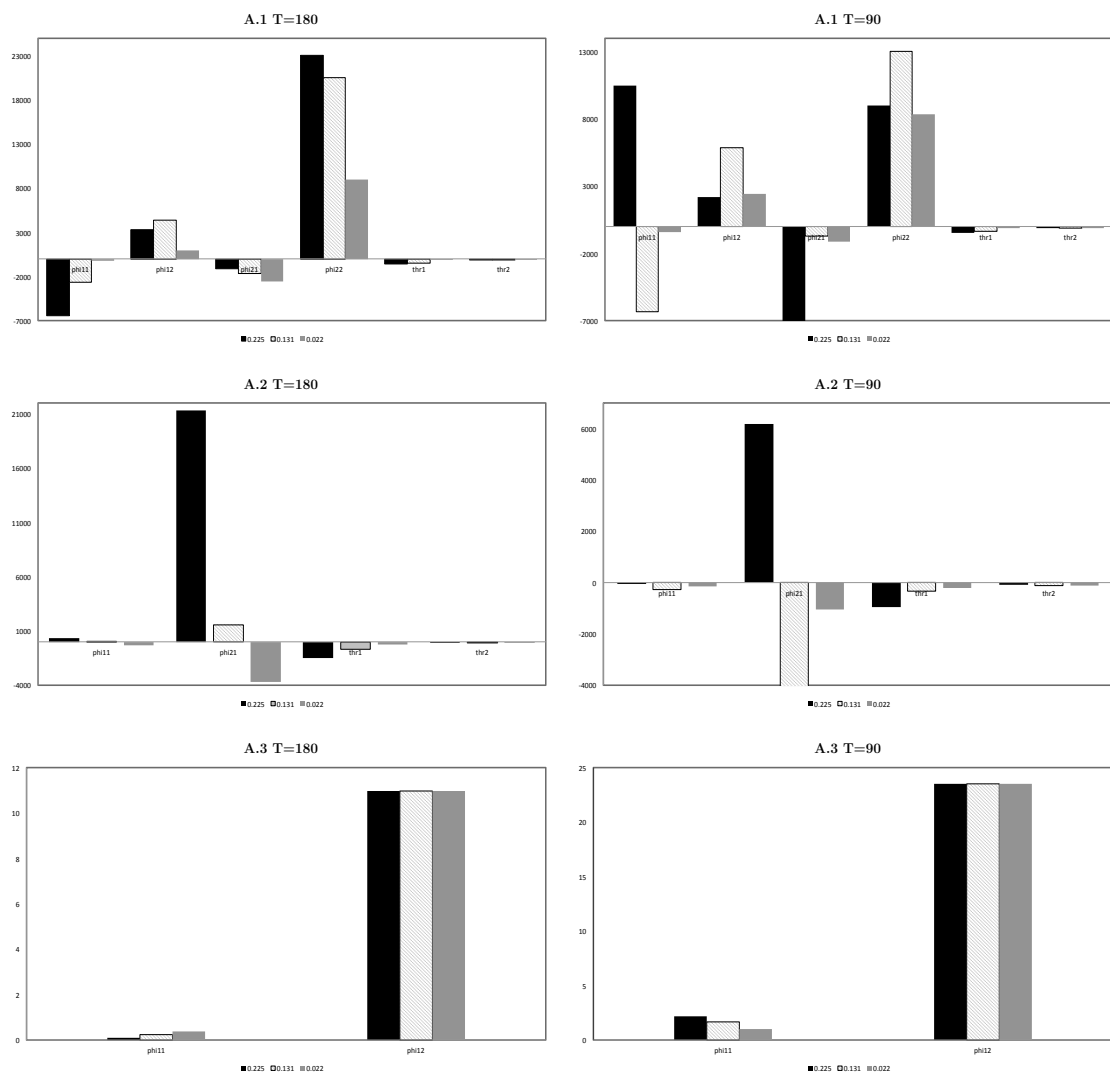 A.1 T=180
23000
18000
13000
8000
3000
-2000
-7000
phi11 phi12 phi21 phi22 thr1 thr2
0.225 0.131 0.022
A.1 T=90
13000
8000
3000
-2000
-7000
phi11 phi12 phi21 phi22 thr1 thr2
0.225 0.131 0.022
A.2 T=180
21000
16000
11000
6000
1000
-4000
phi11 phi21 thr1 thr2
0.225 0.131 0.022
A.2 T=90
6000
4000
2000
0
-2000
-4000
phi11 phi21 thr1 thr2
0.225 0.131 0.022
A.3 T=180
12
10
8
6
4
2
0
phi11 phi12
0.225 0.131 0.022
A.3 T=90
25
20
15
10
5
0
phi11 phi12
0.225 0.131 0.022